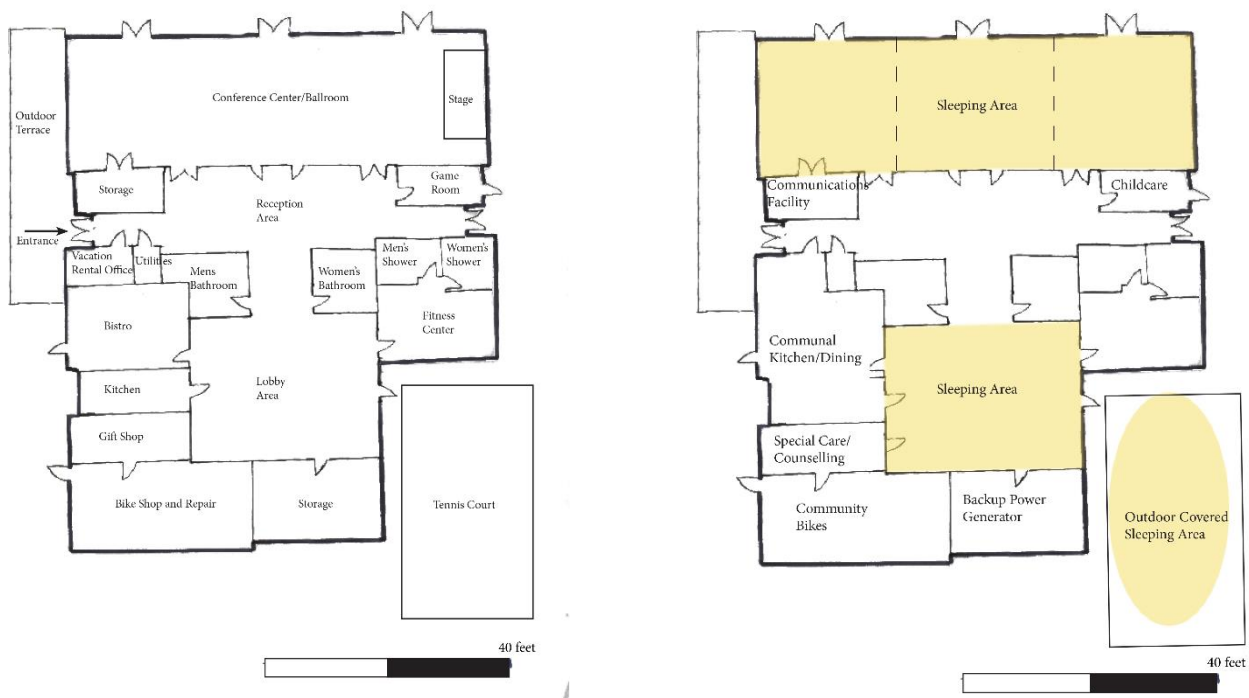 Conference Center/Ballroom
Stage
Outdoor
Terrace
Storage
Game
Room
Reception
Area
Entrance
Vacation
Rental Office
Utilities
Mens
Bathroom
Women's
Bathroom
Men's
Shower
Women's
Shower
Bistro
Fitness
Center
Kitchen
Lobby
Area
Gift Shop
Bike Shop and Repair
Storage
Tennis Court
40 feet
Sleeping Area
Communications
Facility
Childcare
Communal
Kitchen/Dining
Sleeping Area
Special Care/
Counselling
Community
Bikes
Backup Power
Generator
Outdoor Covered
Sleeping Area
40 feet